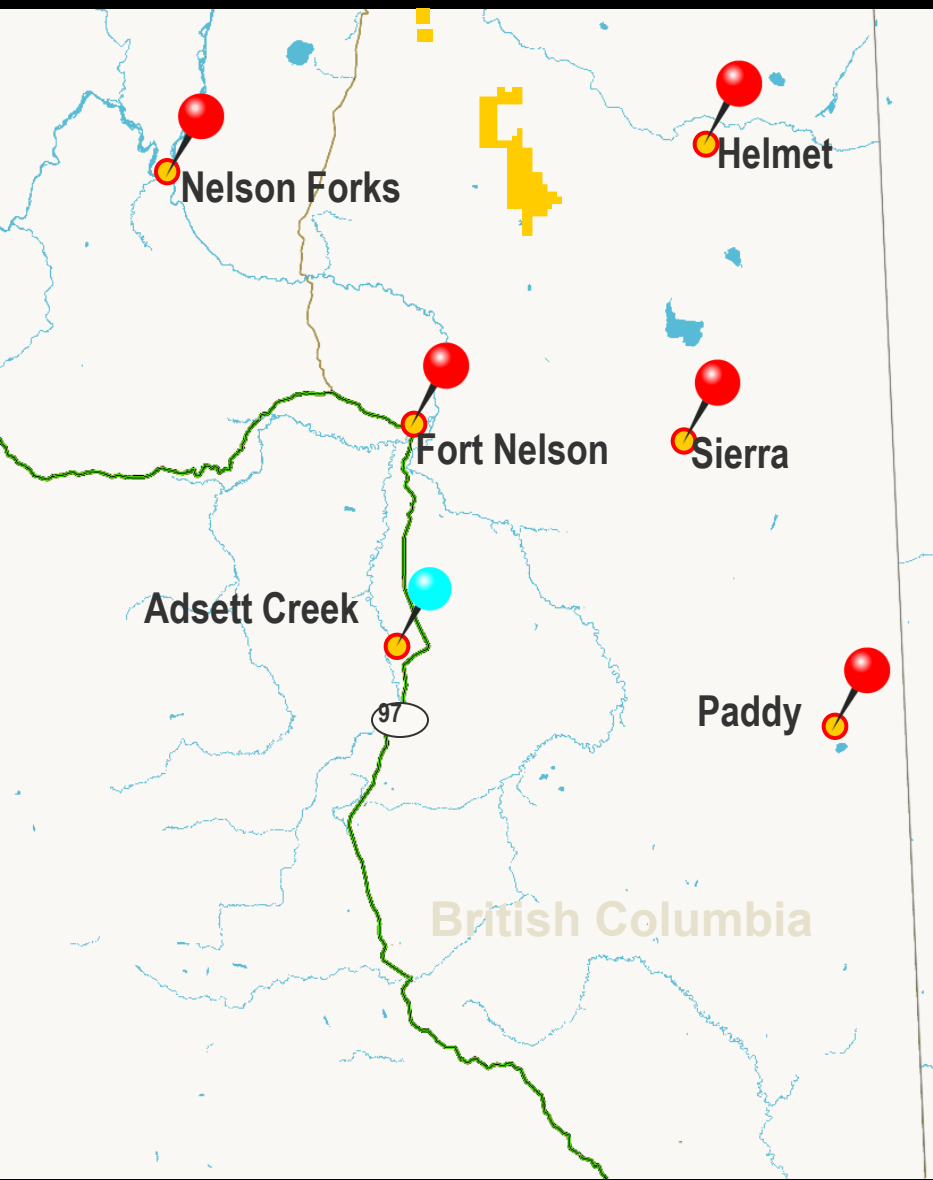 Helmet
Nelson Forks
Fort Nelson
Sierra
Adsett Creek
97
Paddy
British Columbia